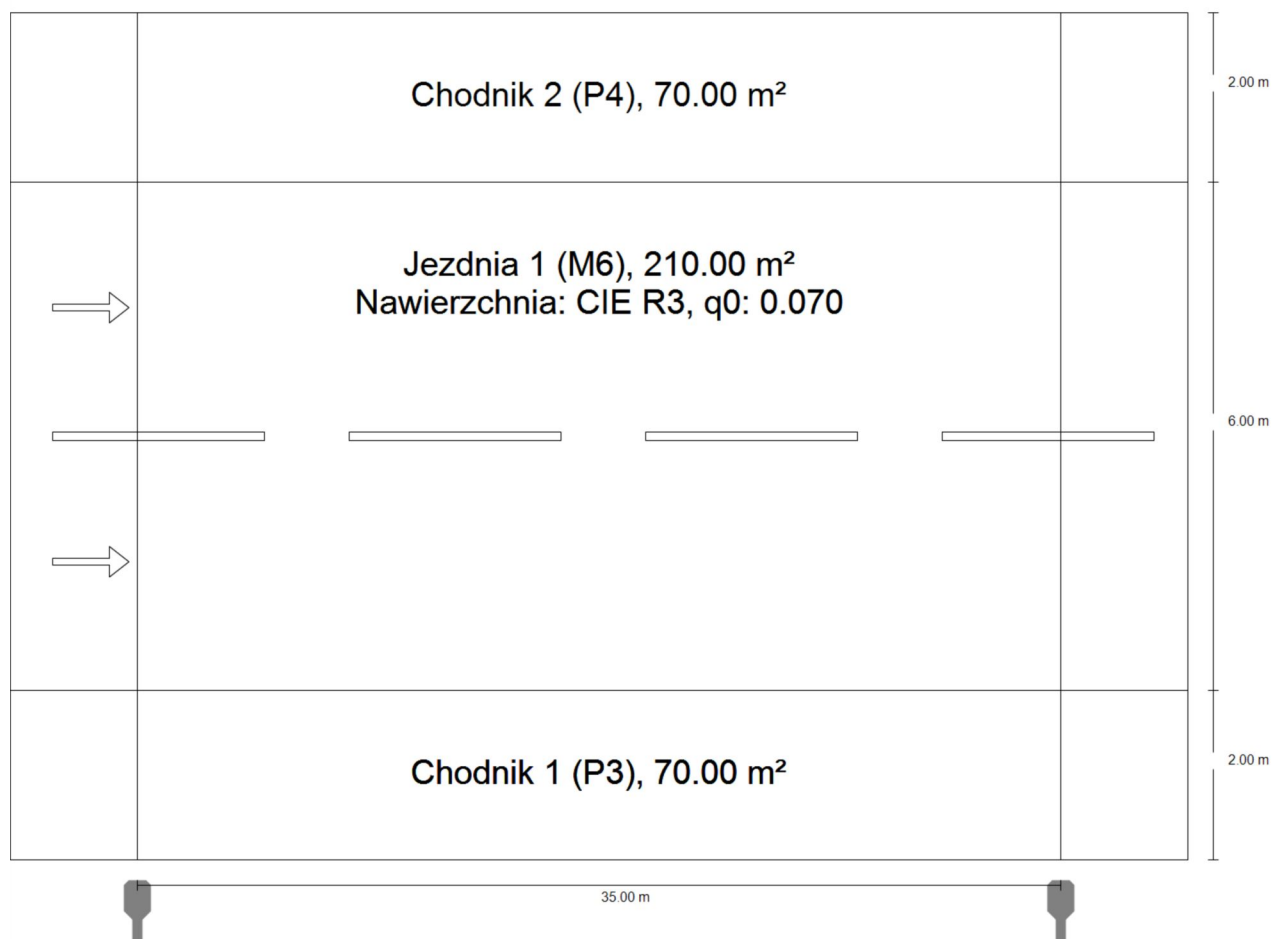 Chodnik 2 (P4), 70.00 m²
2.00 m
Jezdnia 1 (M6), 210.00 m²
Nawierzchnia: CIE R3, q0: 0.070
6.00 m
Chodnik 1 (P3), 70.00 m²
2.00 m
35.00 m